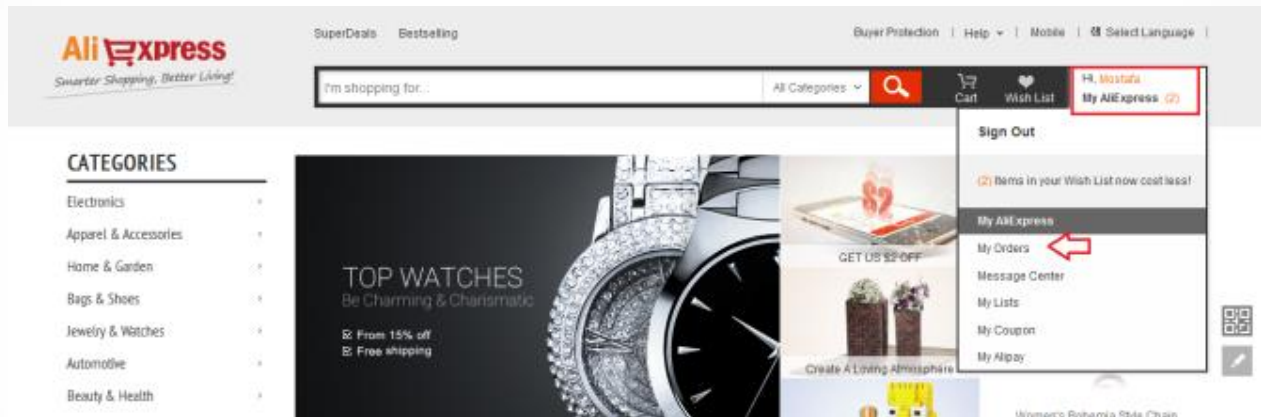 SuperDeals Bestselling
Buyer Protection | Help | Mobile | Select Language |
AliExpress
Smarter Shopping, Better Living!
I'm shopping for...
All Categories
Cart
Wish List
Hi, Mostafa
My AliExpress (2)
Sign Out
(2) Items in your Wish List now cost less!
My AliExpress
My Orders
Message Center
My Lists
My Coupon
My Alipay
CATEGORIES
Electronics
Apparel & Accessories
Home & Garden
Bags & Shoes
Jewelry & Watches
Automotive
Beauty & Health
TOP WATCHES
Be Charming & Charismatic
From 15% off
Free shipping
$2
GET US $2 OFF
Create A Loving Atmosphere
Women's Bohemia Style Chain